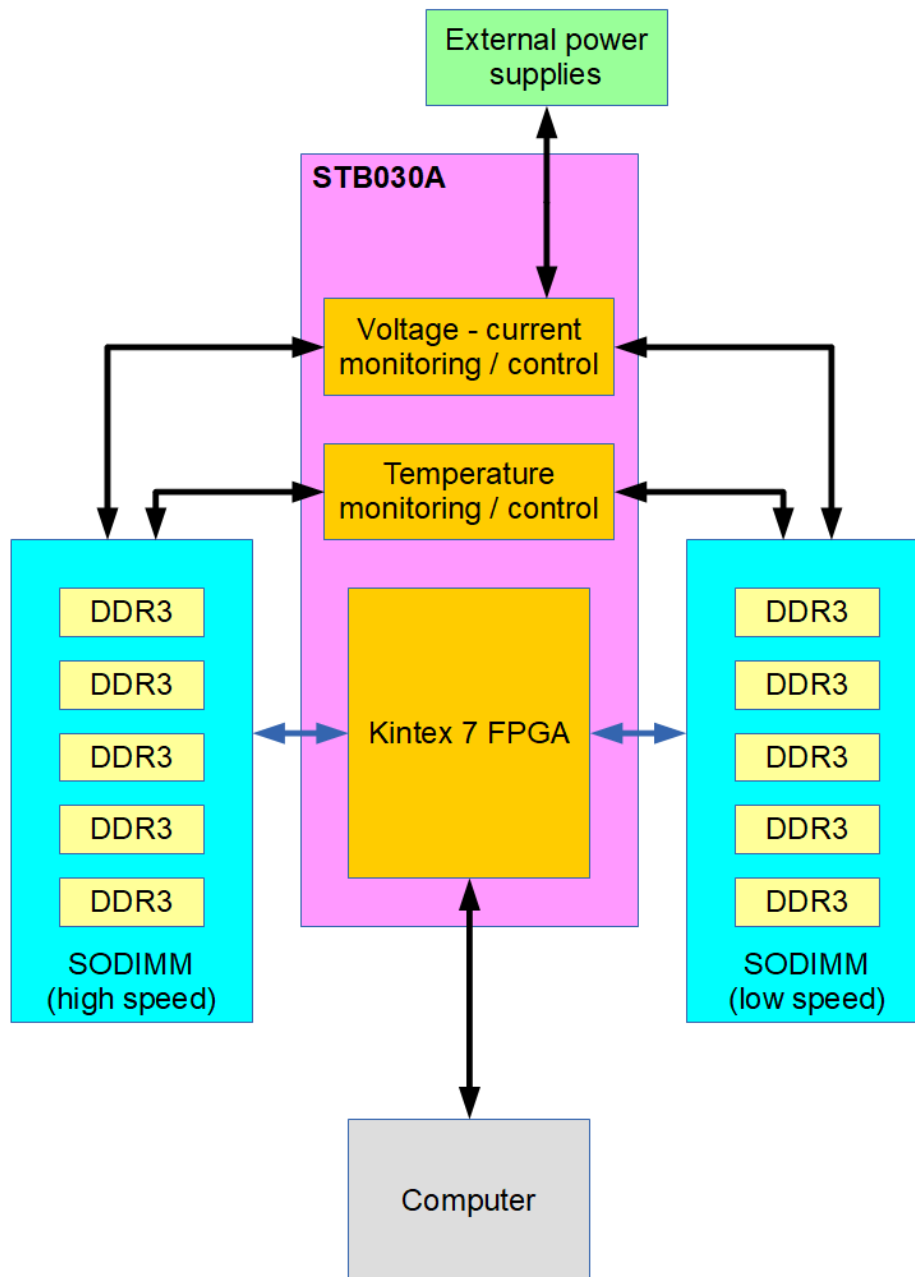 External power
supplies
STB030A
Voltage - current
monitoring / control
Temperature
monitoring / control
DDR3
DDR3
DDR3
DDR3
DDR3
SODIMM
(high speed)
Kintex 7 FPGA
DDR3
DDR3
DDR3
DDR3
DDR3
SODIMM
(low speed)
Computer